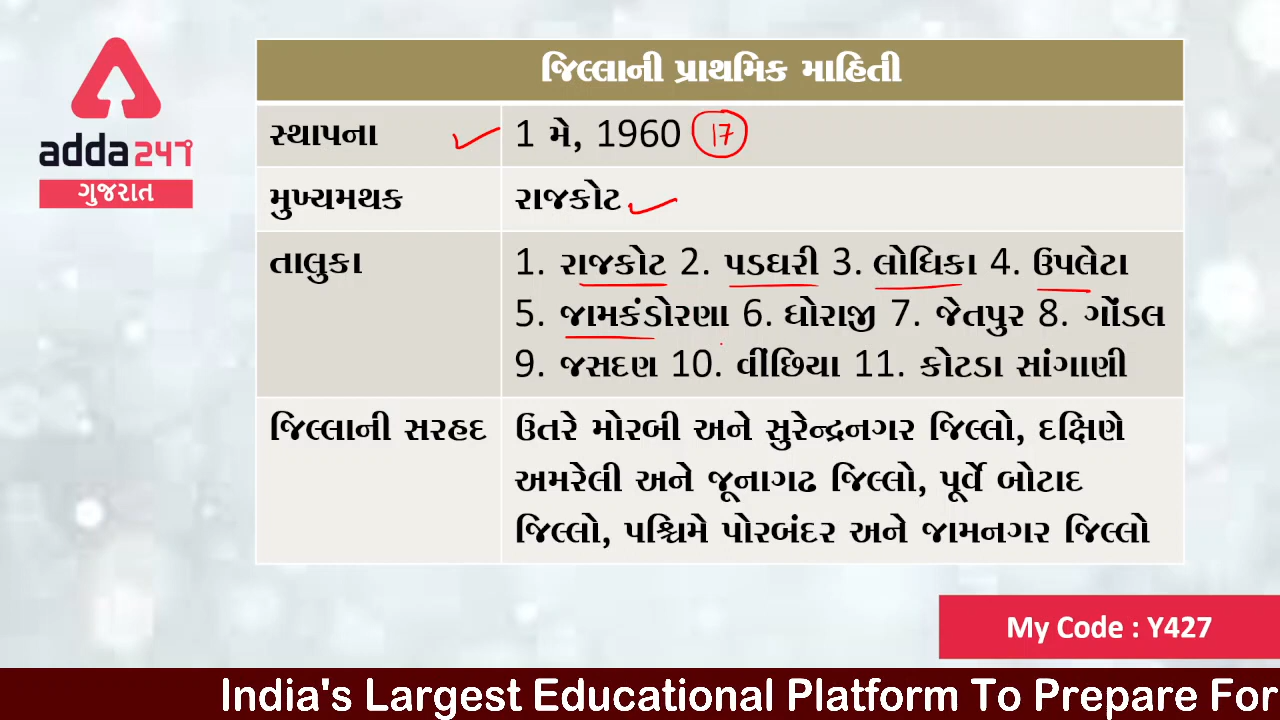 adda247
ગુજરાત
જિલ્લાની પ્રાથમિક માહિતી
સ્થાપના 1 મે, 1960 17
મુખ્યમથક રાજકોટ
તાલુકા 1. રાજકોટ 2. પડધરી 3. લોધિકા 4. ઉપલેટા
5. જામકંડોરણા 6. ધોરાજી 7. જેતપુર 8. ગોંડલ
9. જસદણ 10. વીંછિયા 11. કોટડા સાંગાણી
જિલ્લાની સરહદ ઉતરે મોરબી અને સુરેન્દ્રનગર જિલ્લો, દક્ષિણે
અમરેલી અને જૂનાગઢ જિલ્લો, પૂર્વે બોટાદ
જિલ્લો, પશ્ચિમે પોરબંદર અને જામનગર જિલ્લો
My Code : Y427
India's Largest Educational Platform To Prepare For